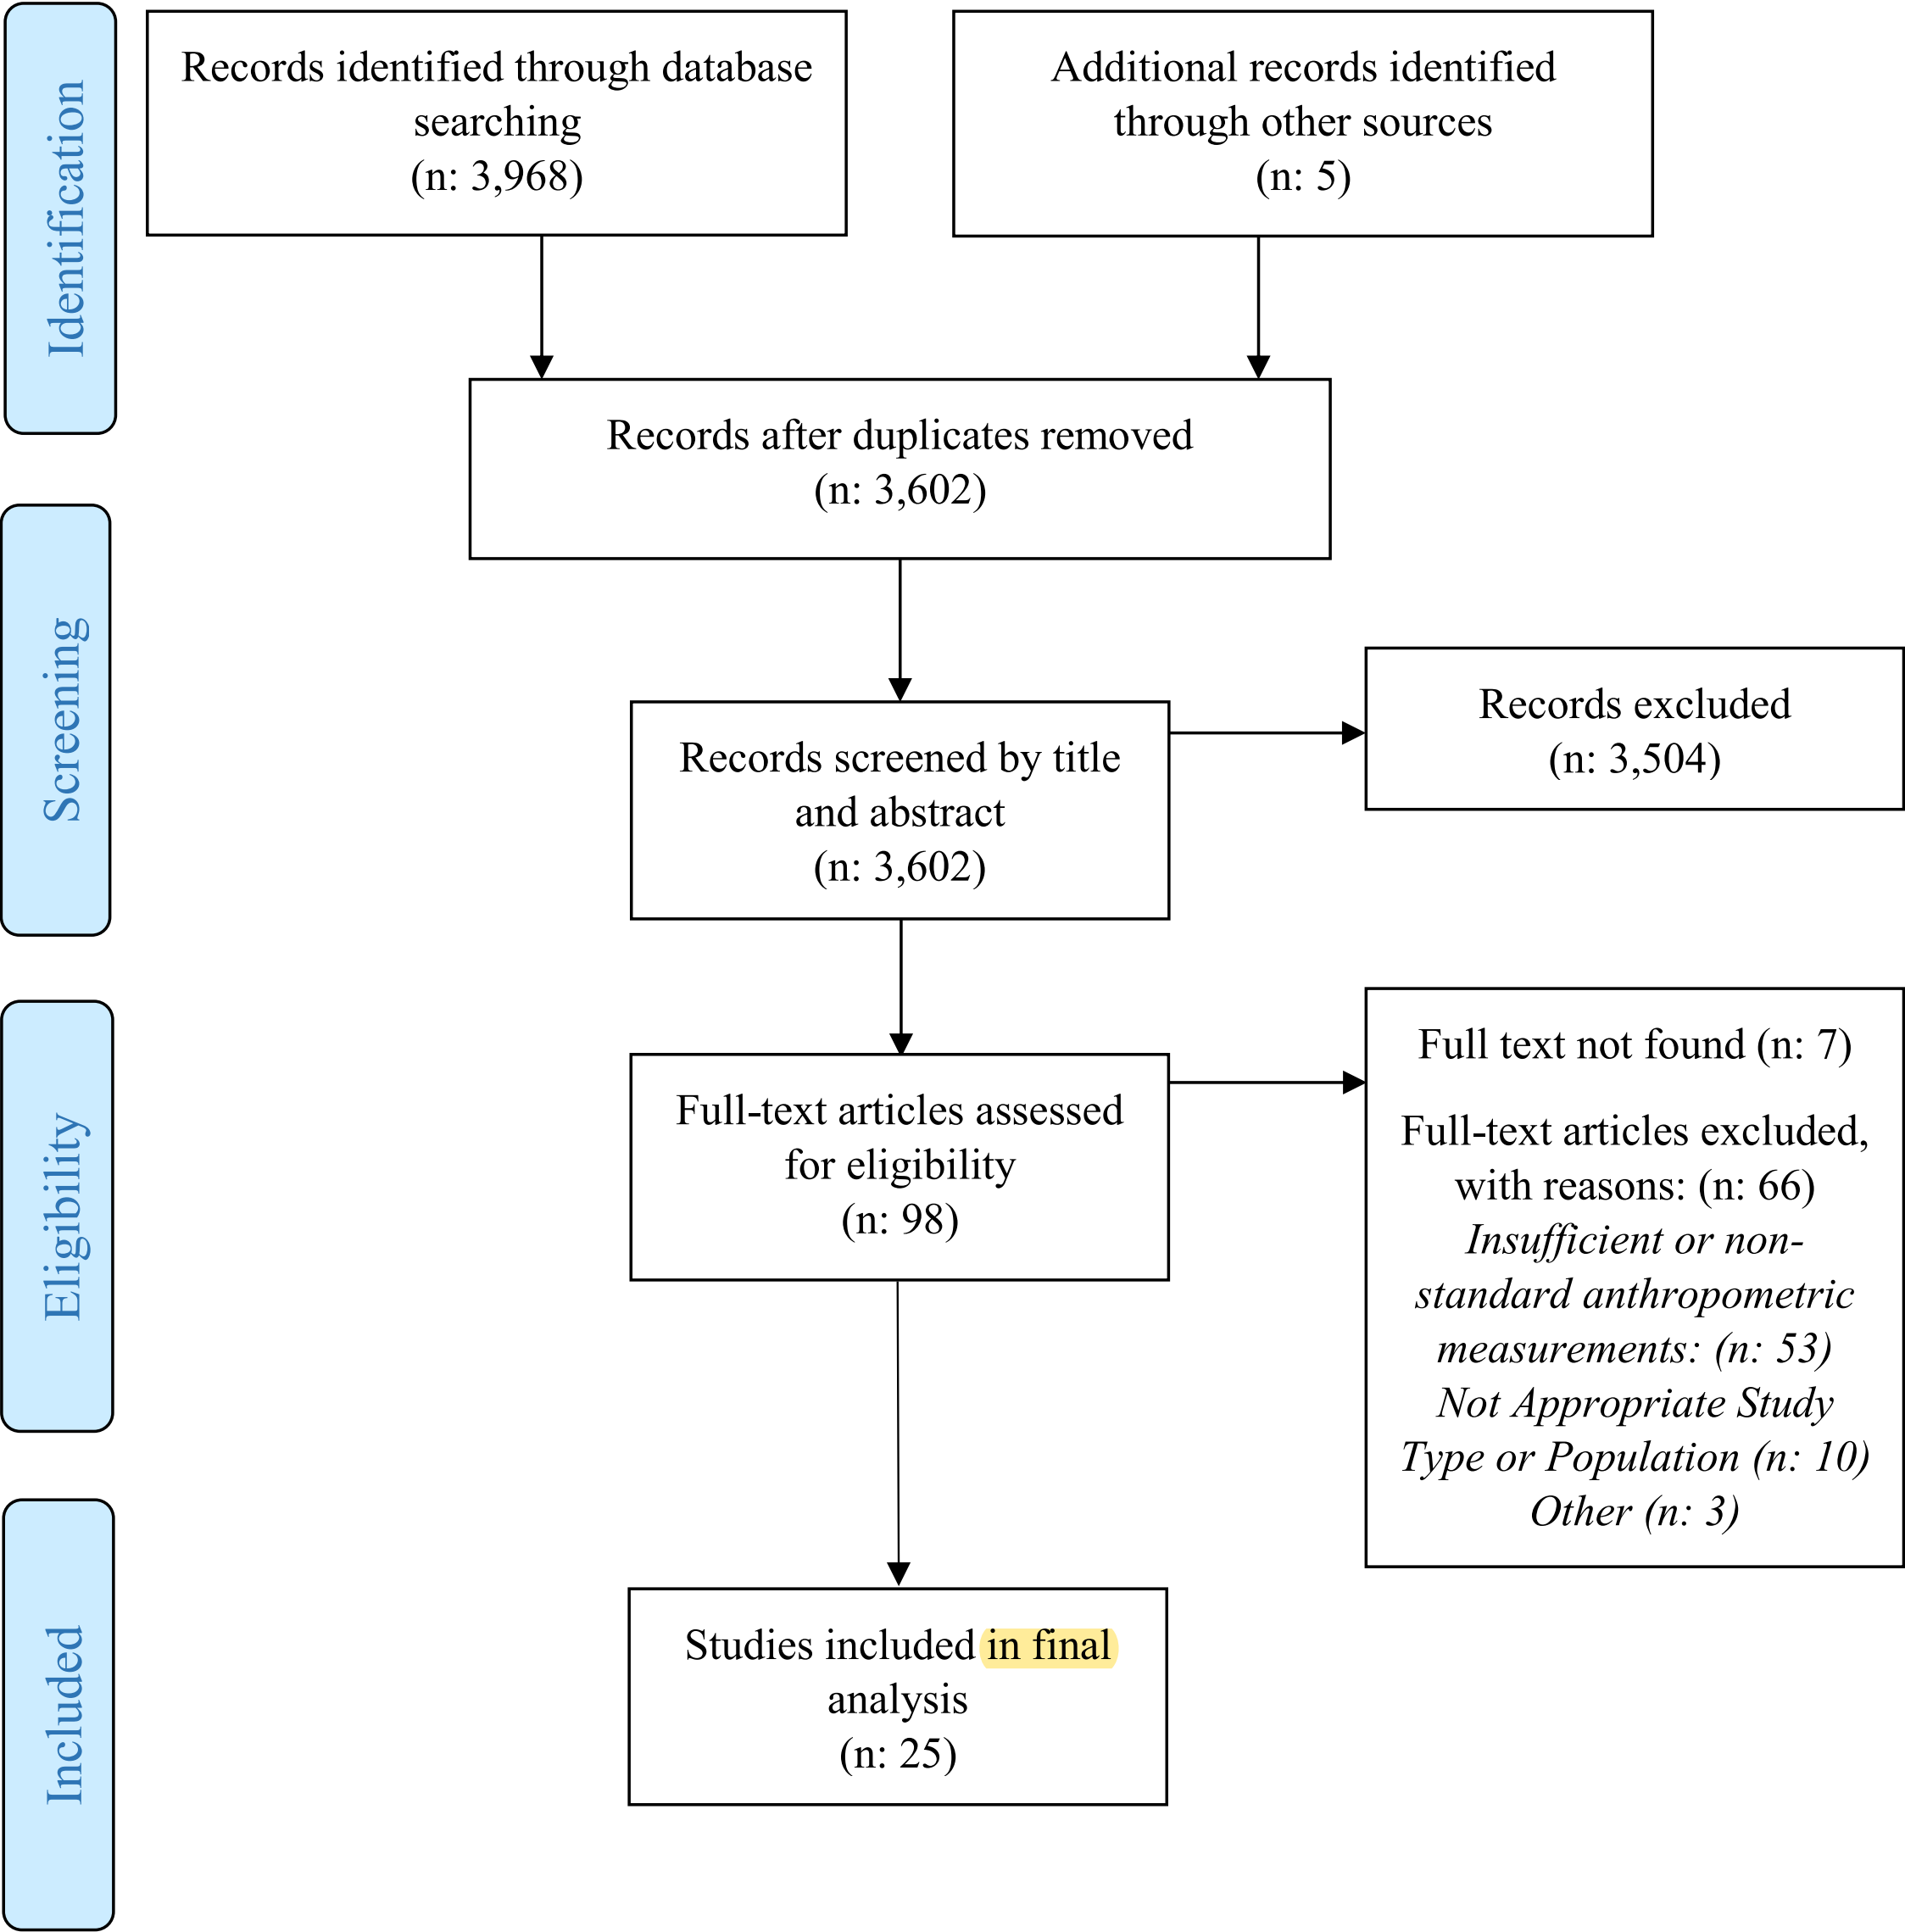 Identification
Records identified through database
searching
(n: 3,968)
Additional records identified
through other sources
(n: 5)
Records after duplicates removed
(n: 3,602)
Screening
Records screened by title
and abstract
(n: 3,602)
Records excluded
(n: 3,504)
Eligibility
Full-text articles assessed
for eligibility
(n: 98)
Full text not found (n: 7)
Full-text articles excluded,
with reasons: (n: 66)
Insufficient or non-
standard anthropometric
measurements: (n: 53)
Not Appropriate Study
Type or Population (n: 10)
Other (n: 3)
Included
Studies included in final
analysis
(n: 25)